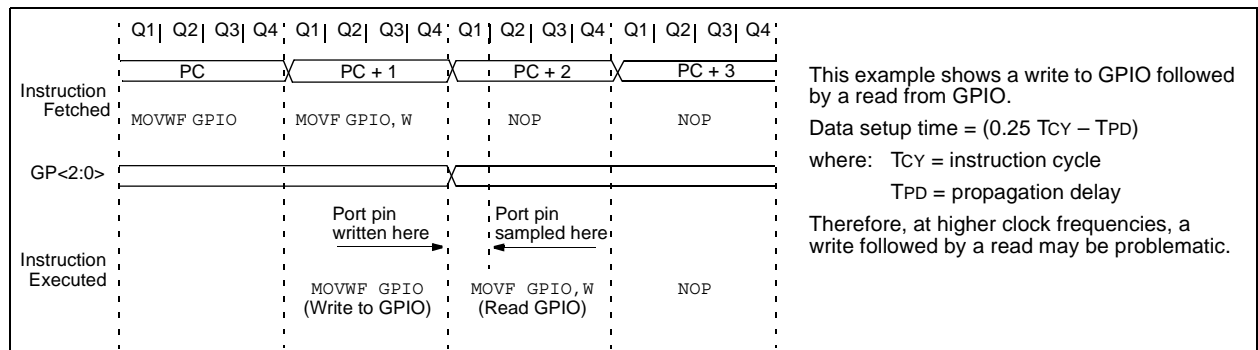 Q1| Q2| Q3| Q4 Q1| Q2| Q3| Q4 Q1| Q2| Q3| Q4 Q1| Q2| Q3| Q4
Instruction
Fetched
PC PC + 1 PC + 2 PC + 3
MOVWF GPIO MOVF GPIO, W NOP NOP
GP<2:0>
Port pin
written here
Port pin
sampled here
Instruction
Executed
MOVWF GPIO
(Write to GPIO)
MOVF GPIO,W
(Read GPIO)
NOP
This example shows a write to GPIO followed
by a read from GPIO.
Data setup time = (0.25 TCY – TPD)
where: TCY = instruction cycle
TPD = propagation delay
Therefore, at higher clock frequencies, a
write followed by a read may be problematic.